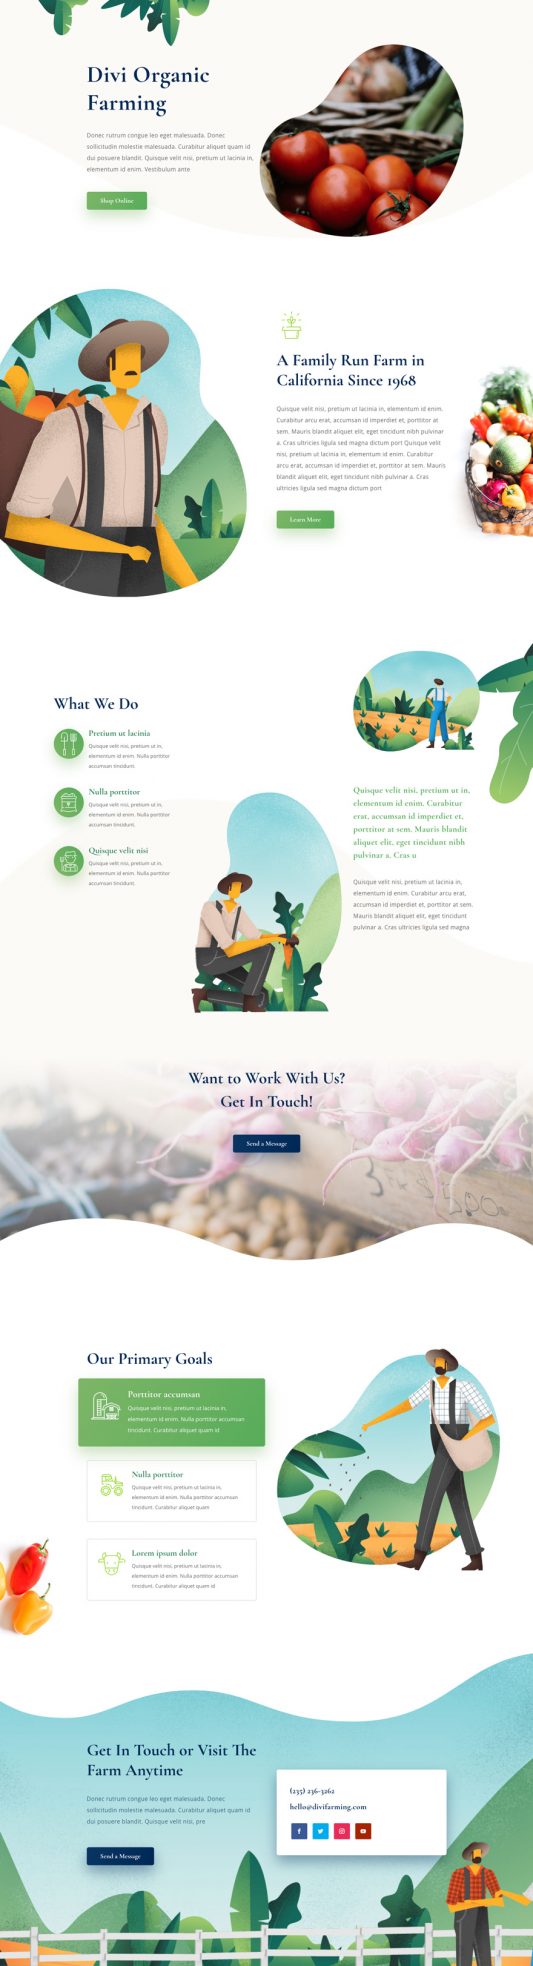 Divi Organic
Farming
Donec rutrum congue leo eget malesuada. Donec
sollicitudin molestie malesuada. Curabitur aliquet quam id
dui posuere blandit. Quisque velit nisi, pretium ut lacinia in,
elementum id enim. Vestibulum ante
Shop Online
A Family Run Farm in
California Since 1968
Quisque velit nisi, pretium ut lacinia in, elementum id enim.
Curabitur arcu erat, accumsan id imperdiet et, porttitor at
sem. Mauris blandit aliquet elit, eget tincidunt nibh pulvinar
a. Cras ultricies ligula sed magna dictum port Quisque velit
nisi, pretium ut lacinia in, elementum id enim. Curabitur
arcu erat, accumsan id imperdiet et, porttitor at sem. Mauris
blandit aliquet elit, eget tincidunt nibh pulvinar a. Cras
ultricies ligula sed magna dictum port
Learn More
What We Do
Pretium ut lacinia
Quisque velit nisi, pretium ut in,
elementum id enim. Nulla porttitor
accumsan tincidunt.
Nulla porttitor
Quisque velit nisi, pretium ut in,
elementum id enim. Nulla porttitor
accumsan tincidunt.
Quisque velit nisi
Quisque velit nisi, pretium ut in,
elementum id enim. Nulla porttitor
accumsan tincidunt.
Quisque velit nisi, pretium ut in,
elementum id enim. Curabitur
erat, accumsan id imperdiet et,
porttitor at sem. Mauris blandit
aliquet elit, eget tincidunt nibh
pulvinar a. Cras u
Quisque velit nisi, pretium ut lacinia in,
elementum id enim. Curabitur arcu erat,
accumsan id imperdiet et, porttitor at sem.
Mauris blandit aliquet elit, eget tincidunt
pulvinar a. Cras ultricies ligula sed magna
Want to Work With Us?
Get In Touch!
Send a Message
Our Primary Goals
Porttitor accumsan
Quisque velit nisi, pretium ut lacinia in,
elementum id enim. Nulla porttitor accumsan
tincidunt. Curabitur aliquet quam id
Nulla porttitor
Quisque velit nisi, pretium ut lacinia in,
elementum id enim. Nulla porttitor accumsan
tincidunt. Curabitur aliquet quam
Lorem ipsum dolor
Quisque velit nisi, pretium ut lacinia in,
elementum id enim. Nulla porttitor accumsan
tincidunt. Curabitur aliquet quam id
Get In Touch or Visit The
Farm Anytime
Donec rutrum congue leo eget malesuada. Donec
sollicitudin molestie malesuada. Curabitur aliquet quam id
dui posuere blandit. Quisque velit nisi, pre
Send a Message
(235) 236-3262
hello@divifarming.com